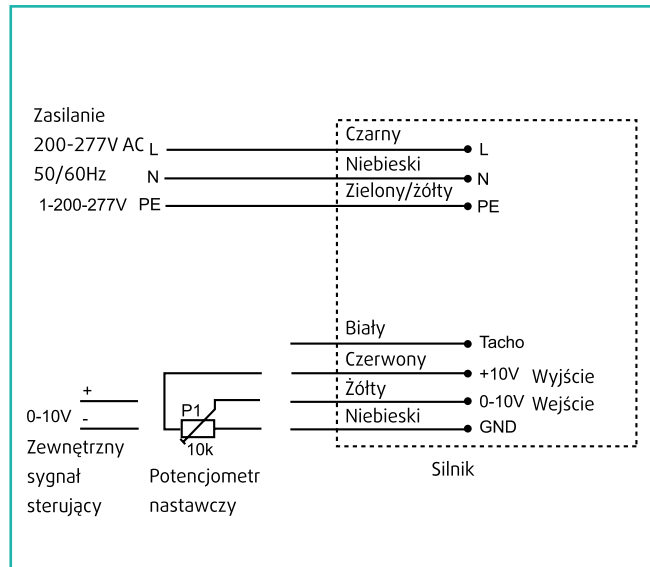 Zasilanie
200-277V AC L Czarny L
50/60Hz N Niebieski N
1-200-277V PE Zielony/żółty PE
Biały Tacho
Czerwony +10V Wyjście
+ Żółty 0-10V Wejście
0-10V - P1 Niebieski GND
10k
Zewnętrzny
sygnał
sterujący
Potencjometr
nastawczy
Silnik